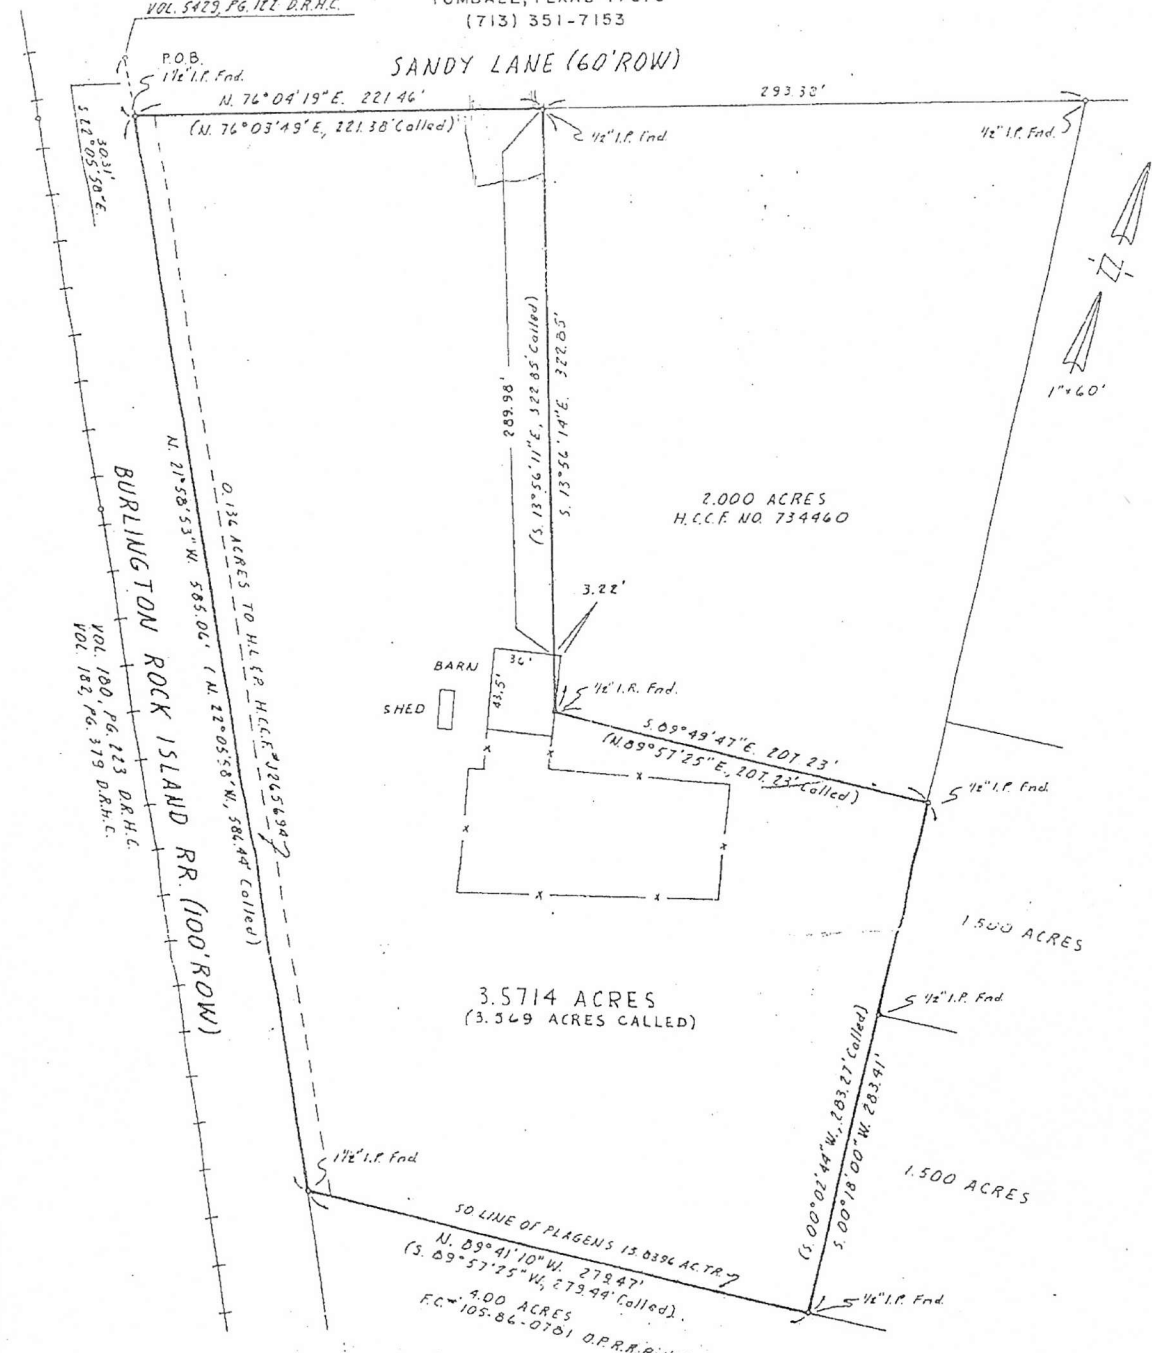 VOL. 5429, PG. 122 D.R.H.C.
(713) 351-7153
SANDY LANE (60'ROW)
P.O.B.
1½" I.P. Fnd.
N. 76°04'19"E. 221.46'
(N. 76°03'49"E, 221.38' Called)
293.38'
½" I.P. Fnd.
½" I.P. Fnd.
30.31'
S. 22°05'58"E.
289.98'
(S. 13°56'11"E, 322.85' Called)
S. 13°56'14"E. 322.85'
1"=60'
2.000 ACRES
H.C.C.F. NO. 734460
N. 21°58'53"W. 585.06' (N. 22°05'58"W, 584.44' Called)
0.136 ACRES TO H.L.&P. H.C.C.F.#
BURLINGTON ROCK ISLAND RR. (100'ROW)
VOL. 180, PG. 223 D.R.H.C.
VOL. 182, PG. 379 D.R.H.C.
3.22'
BARN
36'
43.5'
SHED
½" I.R. Fnd.
S. 89°49'47"E. 207.23'
(N. 89°57'25"E, 207.23' Called)
½" I.P. Fnd.
1.500 ACRES
3.5714 ACRES
(3.569 ACRES CALLED)
½" I.P. Fnd.
(S. 00°02'44"W., 283.27' Called)
S. 00°18'00"W. 283.41'
1.500 ACRES
1½" I.P. Fnd.
SO. LINE OF PLAGENS 13.8396 AC. TR.
N. 89°41'10"W. 279.47'
(S. 89°57'25"W, 279.44' Called).
4.00 ACRES
F.C.# 105-86-0781 O.P.R.R.P.
½" I.P. Fnd.